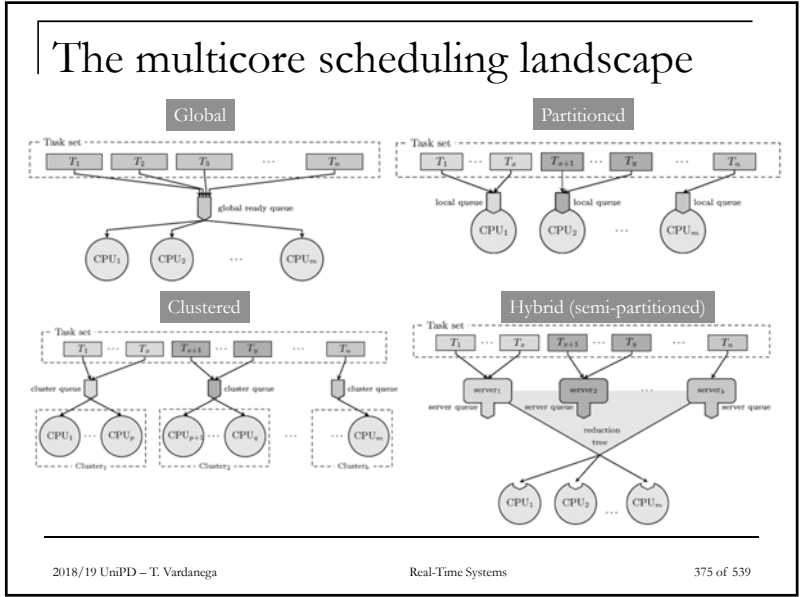 The multicore scheduling landscape
Global
Task set
T1 T2 T3 ... Tn
global ready queue
CPU1 CPU2 ... CPUm
Partitioned
Task set
T1 ... Tx Tx+1 ... Ty ... Tn
local queue local queue local queue
CPU1 CPU2 ... CPUm
Clustered
Task set
T1 ... Tx Tx+1 ... Ty ... Tn
cluster queue cluster queue cluster queue
CPU1 ... CPUp CPUp+1 ... CPUq ... ... CPUm
Cluster1 Cluster2 Clusterk
Hybrid (semi-partitioned)
Task set
T1 ... Tx Tx+1 ... Ty ... Tn
server1 server2 ... serverk
server queue server queue server queue
reduction
tree
CPU1 CPU2 ... CPUm
2018/19 UniPD – T. Vardanega Real-Time Systems 375 of 539